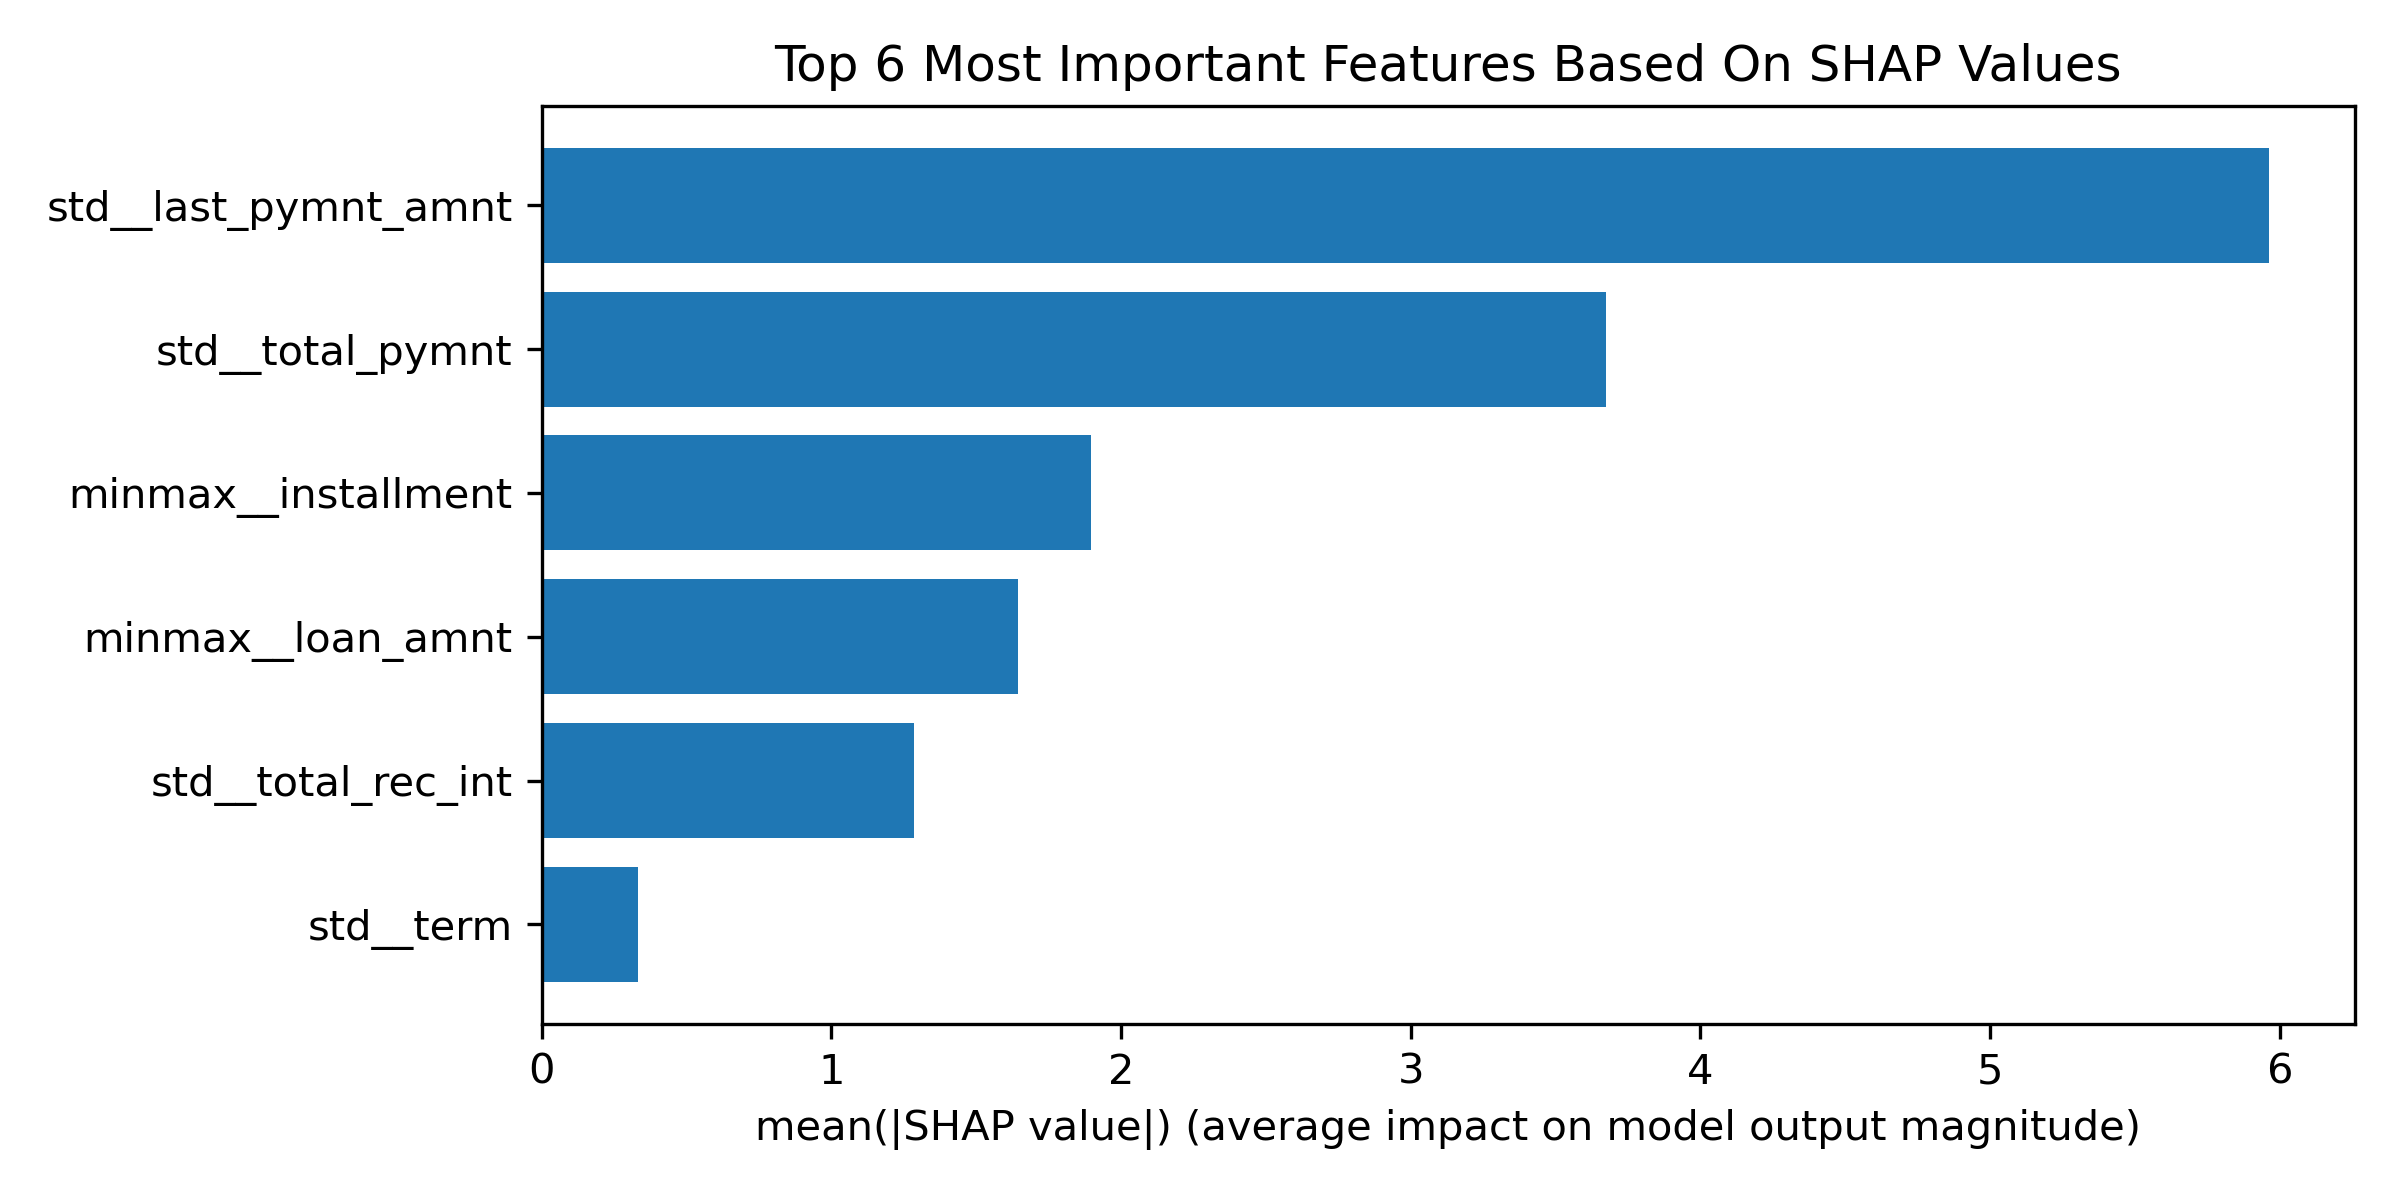 Top 6 Most Important Features Based On SHAP Values
std__last_pymnt_amnt
std__total_pymnt
minmax__installment
minmax__loan_amnt
std__total_rec_int
std__term
0 1 2 3 4 5 6
mean(|SHAP value|) (average impact on model output magnitude)